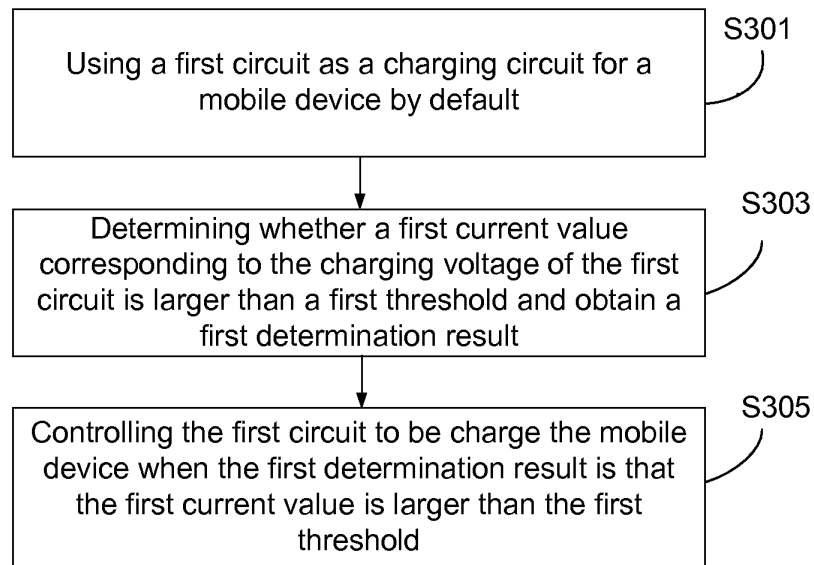 Using a first circuit as a charging circuit for a
mobile device by default
S301
Determining whether a first current value
corresponding to the charging voltage of the first
circuit is larger than a first threshold and obtain a
first determination result
S303
Controlling the first circuit to be charge the mobile
device when the first determination result is that
the first current value is larger than the first
threshold
S305